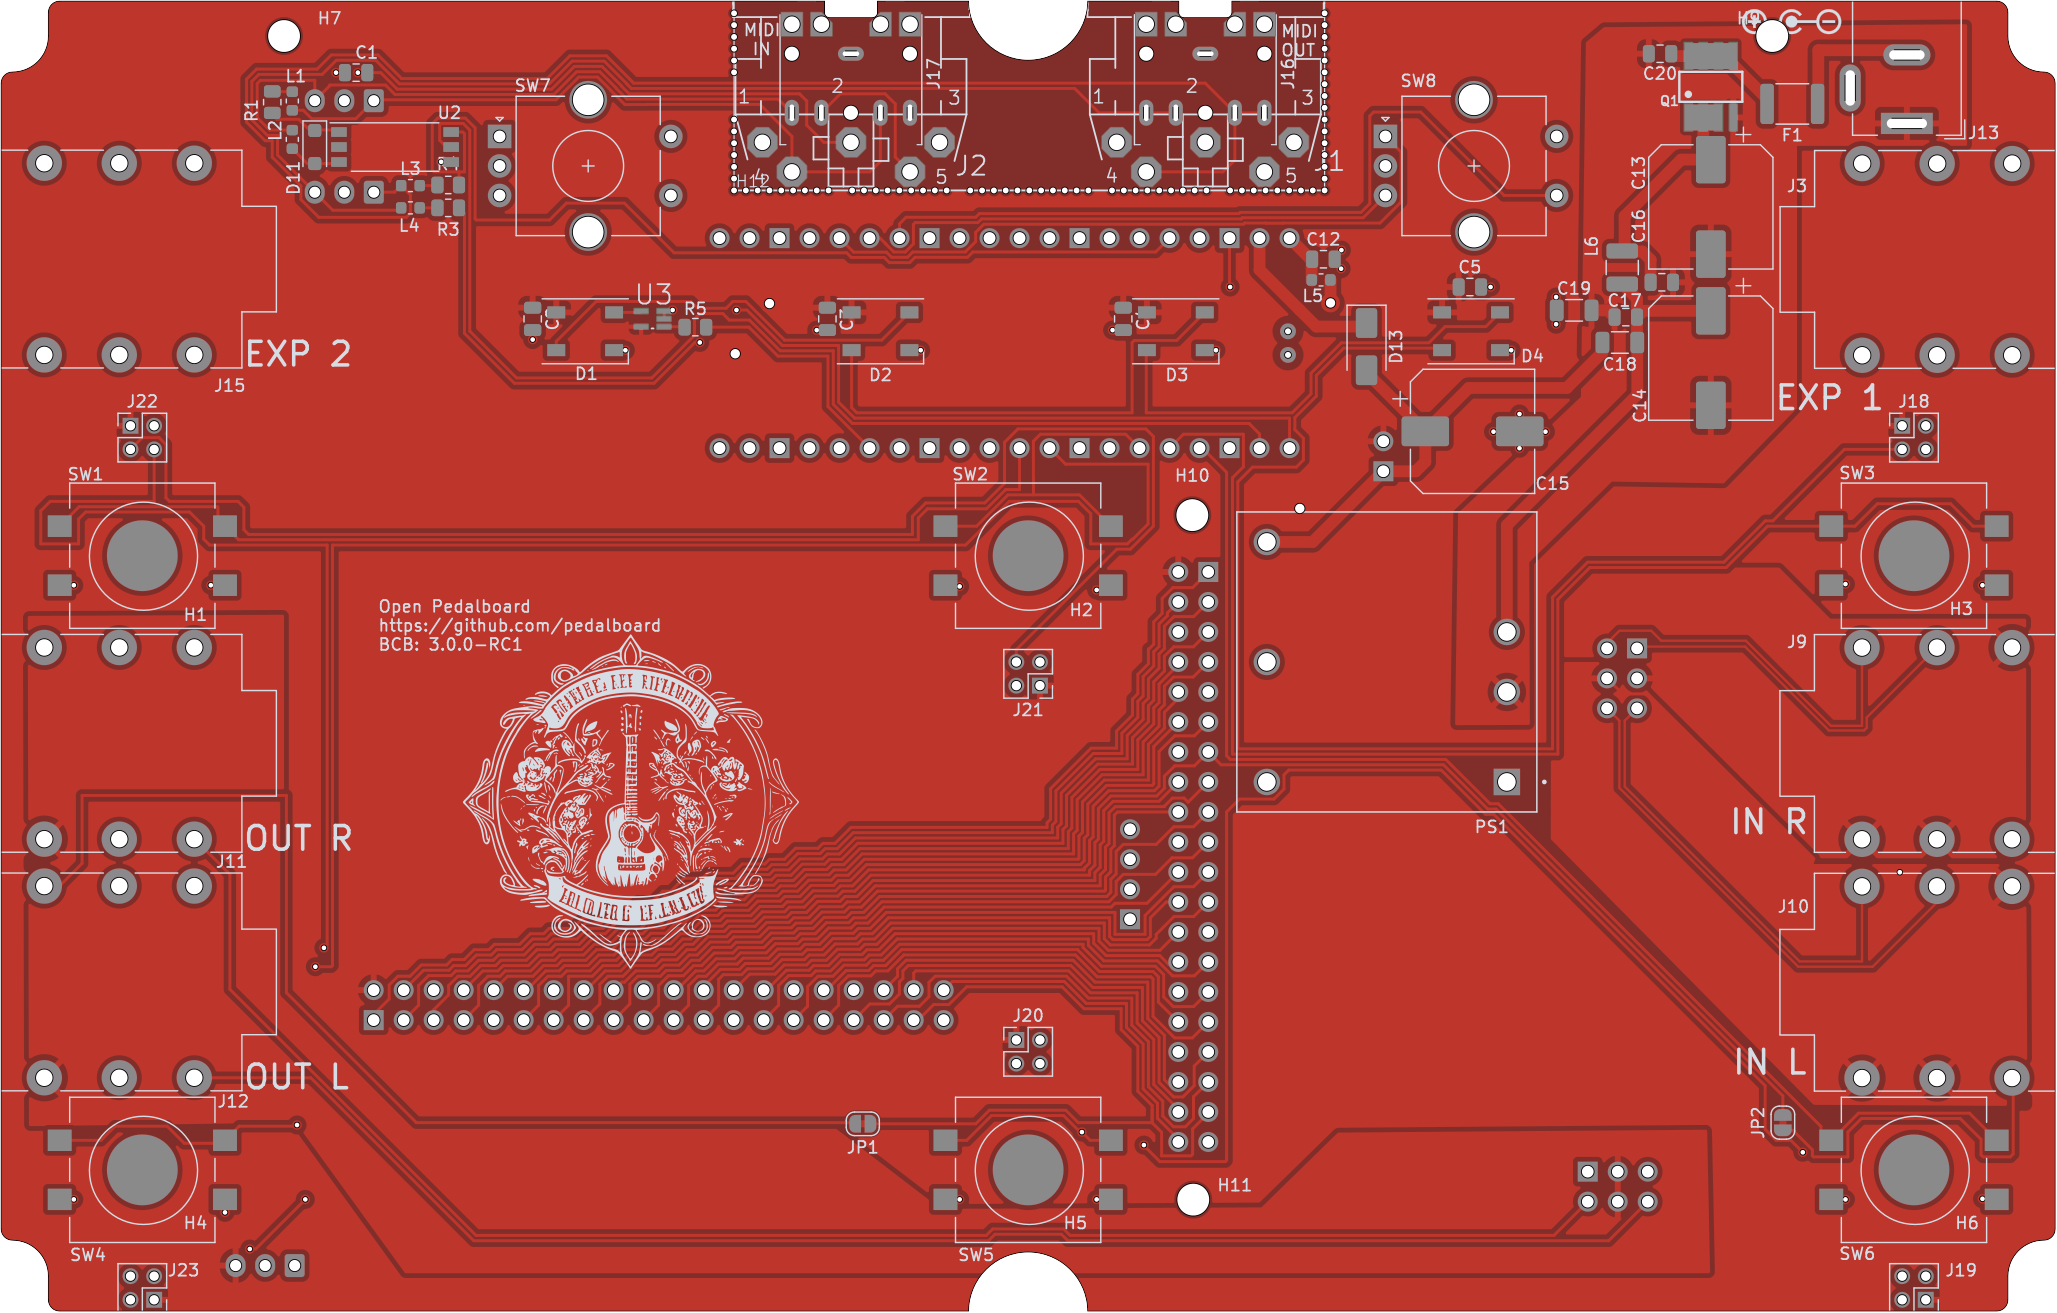 H7
MIDI
IN
J17
2
1
3
4
5
J2
H12
MIDI
OUT
J16
2
1
3
4
5
J1
H9
C1
L1
R1
L2
D11
U2
L3
L4
R3
SW7
SW8
C20
Q1
F1
J13
C13
C16
L6
J3
C12
L5
C5
C19
C17
C18
C14
D13
D4
C15
U3
R5
D1
D2
D3
EXP 2
J15
EXP 1
J18
J22
SW1
SW2
H10
SW3
H1
H2
H3
Open Pedalboard
https://github.com/pedalboard
BCB: 3.0.0-RC1
J21
J9
OUT R
J11
PS1
IN R
J10
J20
OUT L
J12
IN L
JP1
JP2
H4
SW4
H5
SW5
H11
H6
SW6
J23
J19